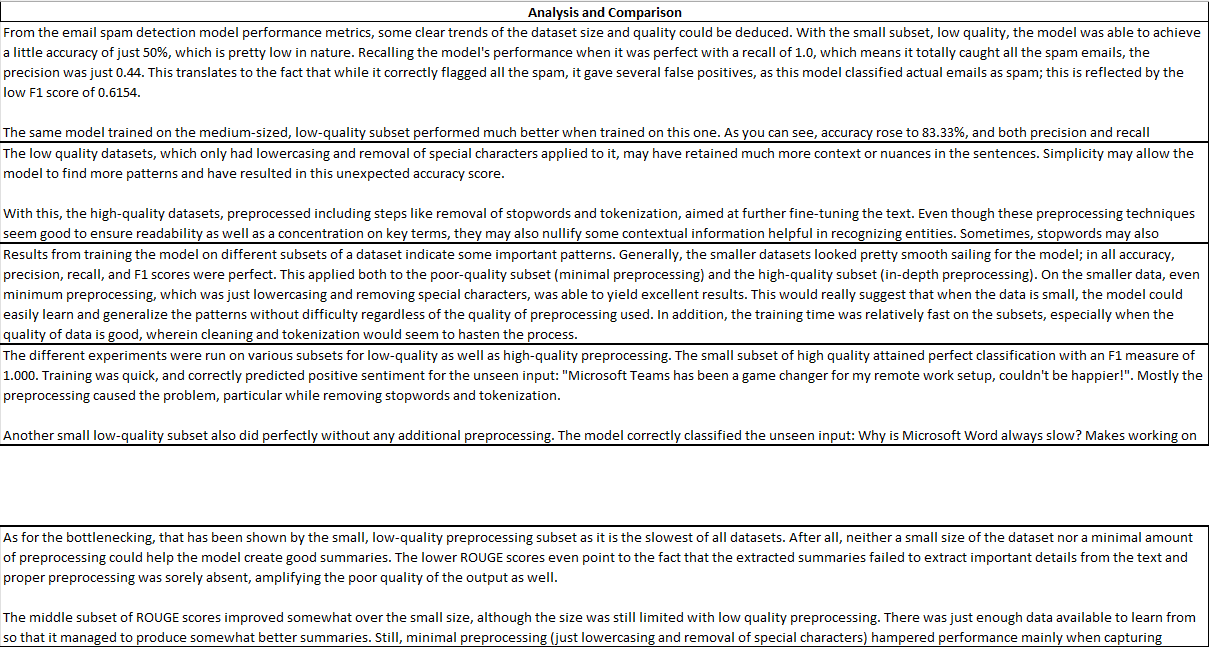 Analysis and Comparison
From the email spam detection model performance metrics, some clear trends of the dataset size and quality could be deduced. With the small subset, low quality, the model was able to achieve
a little accuracy of just 50%, which is pretty low in nature. Recalling the model's performance when it was perfect with a recall of 1.0, which means it totally caught all the spam emails, the
precision was just 0.44. This translates to the fact that while it correctly flagged all the spam, it gave several false positives, as this model classified actual emails as spam; this is reflected by the
low F1 score of 0.6154.
The same model trained on the medium-sized, low-quality subset performed much better when trained on this one. As you can see, accuracy rose to 83.33%, and both precision and recall
The low quality datasets, which only had lowercasing and removal of special characters applied to it, may have retained much more context or nuances in the sentences. Simplicity may allow the
model to find more patterns and have resulted in this unexpected accuracy score.
With this, the high-quality datasets, preprocessed including steps like removal of stopwords and tokenization, aimed at further fine-tuning the text. Even though these preprocessing techniques
seem good to ensure readability as well as a concentration on key terms, they may also nullify some contextual information helpful in recognizing entities. Sometimes, stopwords may also
Results from training the model on different subsets of a dataset indicate some important patterns. Generally, the smaller datasets looked pretty smooth sailing for the model; in all accuracy,
precision, recall, and F1 scores were perfect. This applied both to the poor-quality subset (minimal preprocessing) and the high-quality subset (in-depth preprocessing). On the smaller data, even
minimum preprocessing, which was just lowercasing and removing special characters, was able to yield excellent results. This would really suggest that when the data is small, the model could
easily learn and generalize the patterns without difficulty regardless of the quality of preprocessing used. In addition, the training time was relatively fast on the subsets, especially when the
quality of data is good, wherein cleaning and tokenization would seem to hasten the process.
The different experiments were run on various subsets for low-quality as well as high-quality preprocessing. The small subset of high quality attained perfect classification with an F1 measure of
1.000. Training was quick, and correctly predicted positive sentiment for the unseen input: "Microsoft Teams has been a game changer for my remote work setup, couldn't be happier!". Mostly the
preprocessing caused the problem, particular while removing stopwords and tokenization.
Another small low-quality subset also did perfectly without any additional preprocessing. The model correctly classified the unseen input: Why is Microsoft Word always slow? Makes working on
As for the bottlenecking, that has been shown by the small, low-quality preprocessing subset as it is the slowest of all datasets. After all, neither a small size of the dataset nor a minimal amount
of preprocessing could help the model create good summaries. The lower ROUGE scores even point to the fact that the extracted summaries failed to extract important details from the text and
proper preprocessing was sorely absent, amplifying the poor quality of the output as well.
The middle subset of ROUGE scores improved somewhat over the small size, although the size was still limited with low quality preprocessing. There was just enough data available to learn from
so that it managed to produce somewhat better summaries. Still, minimal preprocessing (just lowercasing and removal of special characters) hampered performance mainly when capturing